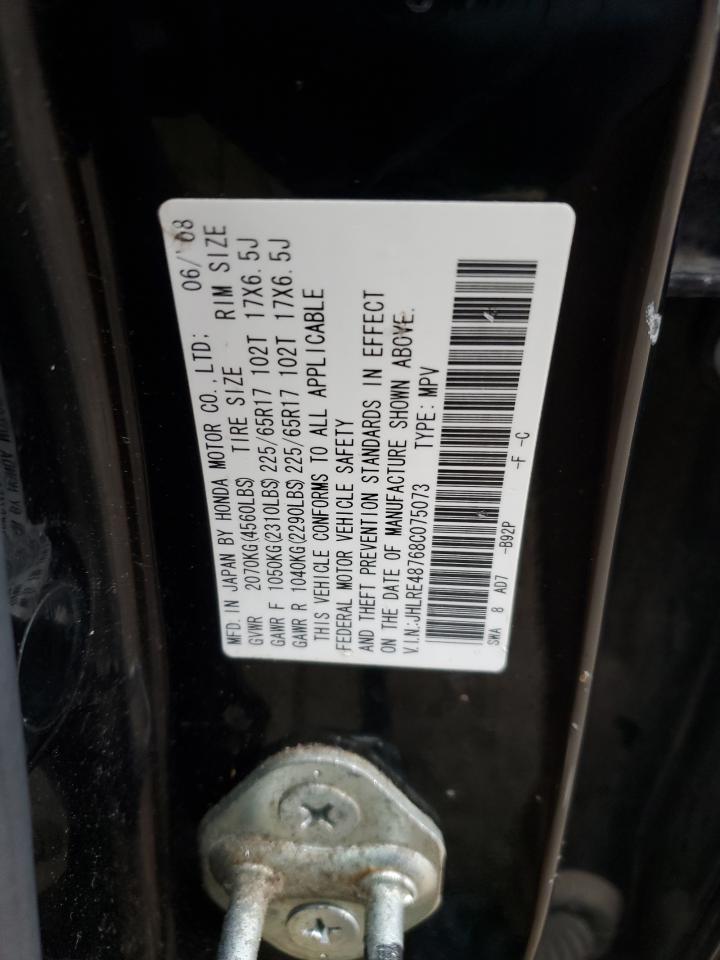 MFD. IN JAPAN BY HONDA MOTOR CO.,LTD: 06/'08
GVWR 2070KG(4560LBS) TIRE SIZE RIM SIZE
GAWR F 1050KG(2310LBS) 225/65R17 102T 17X6.5J
GAWR R 1040KG(2290LBS) 225/65R17 102T 17X6.5J
THIS VEHICLE CONFORMS TO ALL APPLICABLE
FEDERAL MOTOR VEHICLE SAFETY
AND THEFT PREVENTION STANDARDS IN EFFECT
ON THE DATE OF MANUFACTURE SHOWN ABOVE.
V.I.N:JHLRE48768C075073 TYPE: MPV
SWA 8 AD7 -B92P -F -C